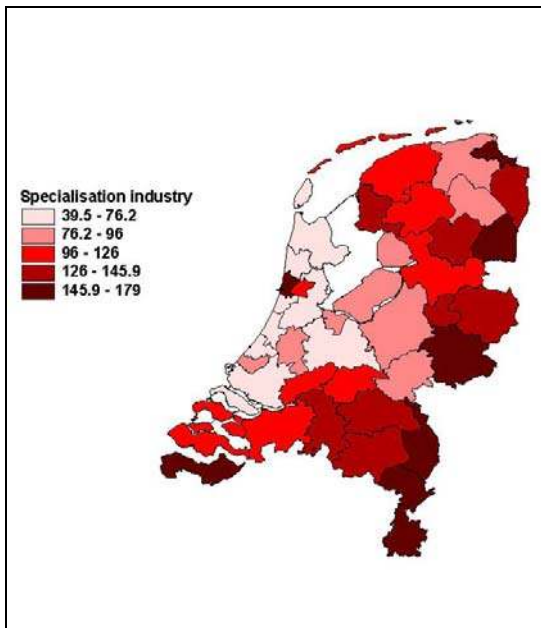 Specialisation industry
39.5 - 76.2
76.2 - 96
96 - 126
126 - 145.9
145.9 - 179